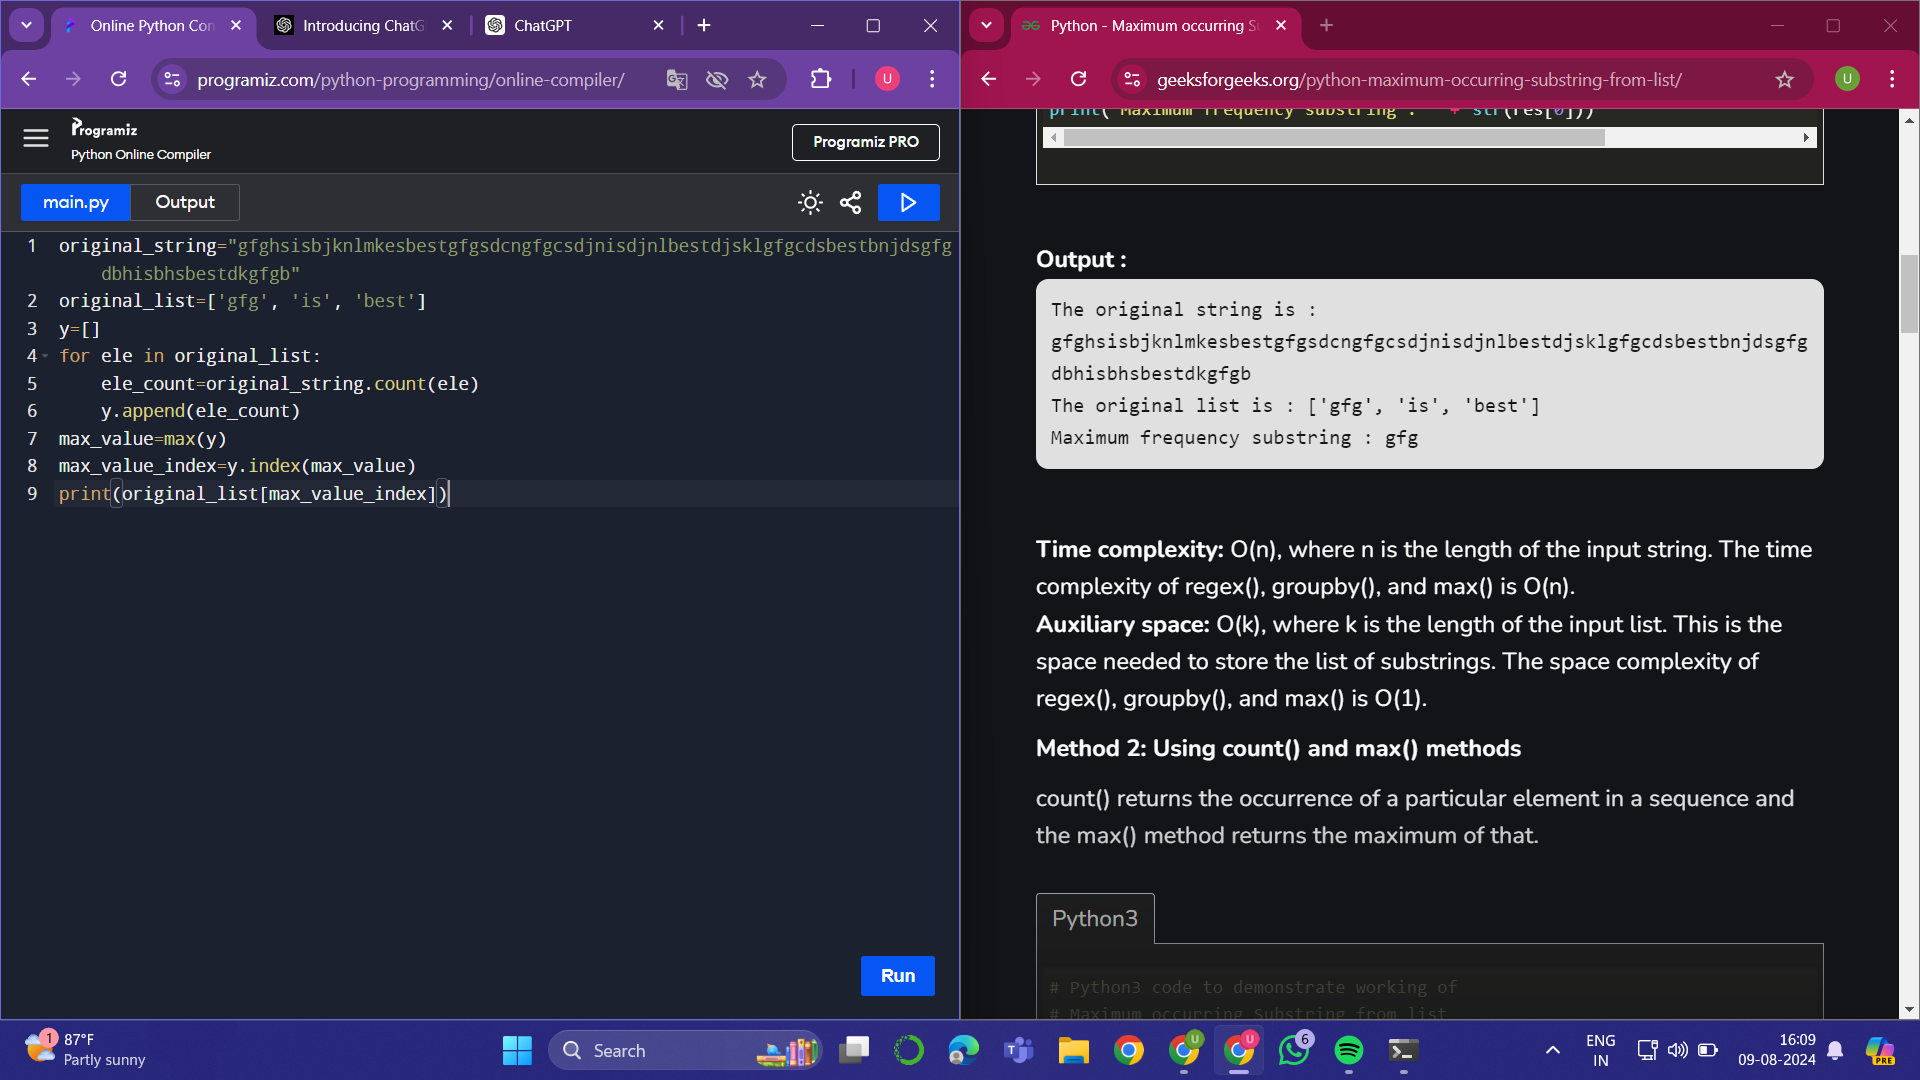 Online Python Con
Introducing ChatG
ChatGPT
programiz.com/python-programming/online-compiler/
U
Programiz
Python Online Compiler
Programiz PRO
main.py
Output
1 original_string="gfghsisbjknlmkesbestgfgsdcngfgcsdjnisdjnlbestdjsklgfgcdsbestbnjdsgfg
dbhisbhsbestdkgfgb"
2 original_list=['gfg', 'is', 'best']
3 y=[]
4 for ele in original_list:
5 ele_count=original_string.count(ele)
6 y.append(ele_count)
7 max_value=max(y)
8 max_value_index=y.index(max_value)
9 print(original_list[max_value_index])
Run
Python - Maximum occurring S
geeksforgeeks.org/python-maximum-occurring-substring-from-list/
U
print("Maximum frequency substring : " + str(res[0]))
Output :
The original string is :
gfghsisbjknlmkesbestgfgsdcngfgcsdjnisdjnlbestdjsklgfgcdsbestbnjdsgfg
dbhisbhsbestdkgfgb
The original list is : ['gfg', 'is', 'best']
Maximum frequency substring : gfg
Time complexity: O(n), where n is the length of the input string. The time
complexity of regex(), groupby(), and max() is O(n).
Auxiliary space: O(k), where k is the length of the input list. This is the
space needed to store the list of substrings. The space complexity of
regex(), groupby(), and max() is O(1).
Method 2: Using count() and max() methods
count() returns the occurrence of a particular element in a sequence and
the max() method returns the maximum of that.
Python3
# Python3 code to demonstrate working of
# Maximum occurring Substring from list
1
87°F
Partly sunny
Search
U
U
6
ENG
IN
16:09
09-08-2024
PRE